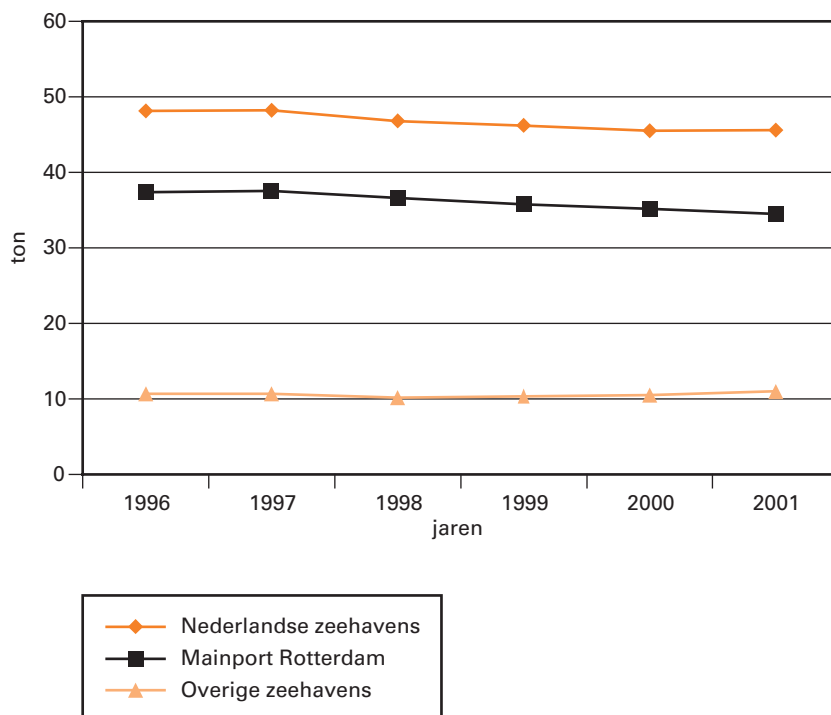 60
50
40
30
20
10
0
ton
1996 1997 1998 1999 2000 2001
jaren
Nederlandse zeehavens
Mainport Rotterdam
Overige zeehavens